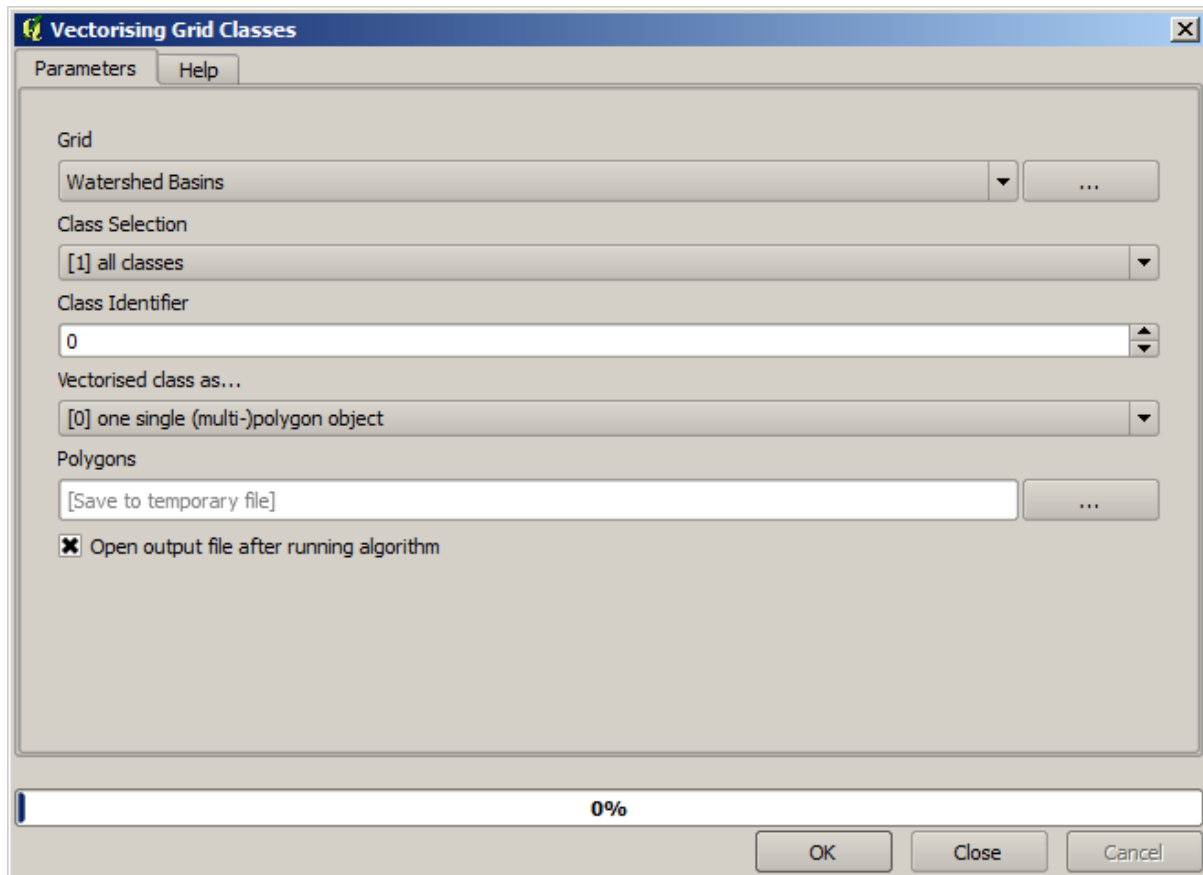 Vectorising Grid Classes
Parameters Help
Grid
Watershed Basins ...
Class Selection
[1] all classes
Class Identifier
0
Vectorised class as...
[0] one single (multi-)polygon object
Polygons
[Save to temporary file] ...
Open output file after running algorithm
0%
OK Close Cancel